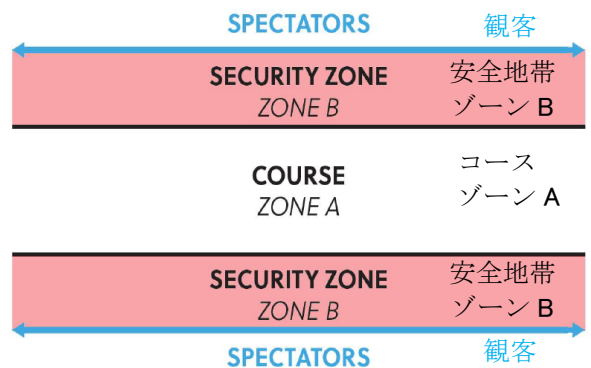 SPECTATORS 観客
SECURITY ZONE 安全地帯
ZONE B ゾーン B
COURSE コース
ZONE A ゾーン A
SECURITY ZONE 安全地帯
ZONE B ゾーン B
SPECTATORS 観客